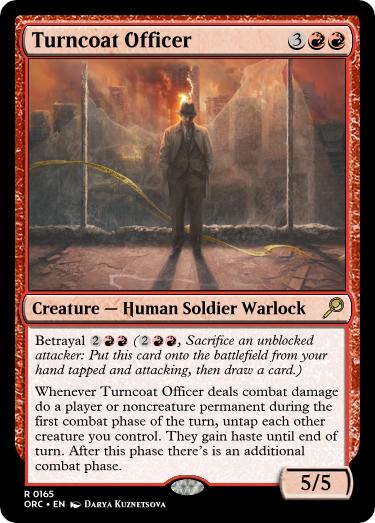 Turncoat Officer 3
Creature — Human Soldier Warlock
Betrayal 2 (2, Sacrifice an unblocked
attacker: Put this card onto the battlefield from your
hand tapped and attacking, then draw a card.)
Whenever Turncoat Officer deals combat damage
do a player or noncreature permanent during the
first combat phase of the turn, untap each other
creature you control. They gain haste until end of
turn. After this phase there's is an additional
combat phase.
5/5
R 0165
ORC • EN Darya Kuznetsova